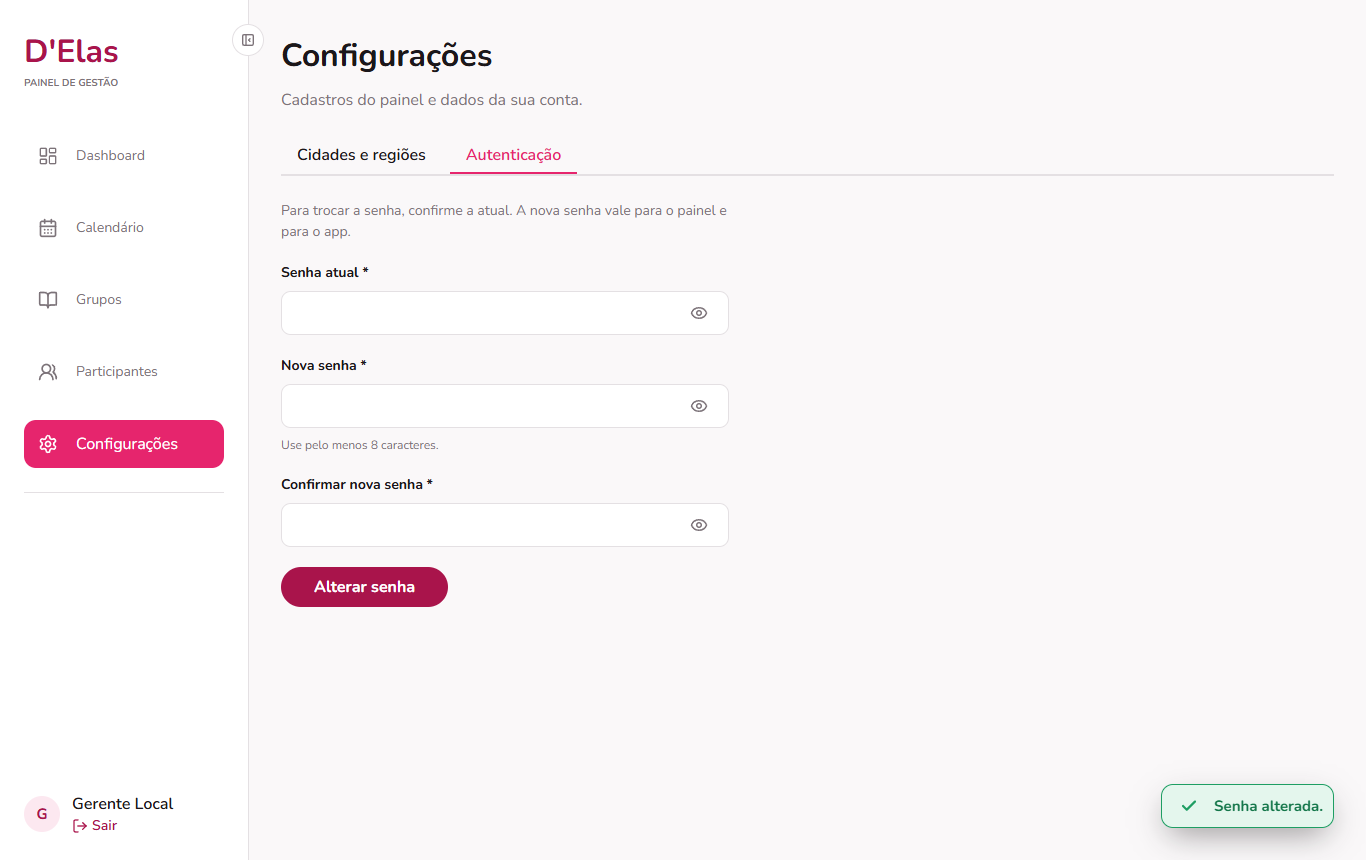 D'Elas
PAINEL DE GESTÃO
Dashboard
Calendário
Grupos
Participantes
Configurações
G
Gerente Local
Sair
Configurações
Cadastros do painel e dados da sua conta.
Cidades e regiões
Autenticação
Para trocar a senha, confirme a atual. A nova senha vale para o painel e
para o app.
Senha atual *
Nova senha *
Use pelo menos 8 caracteres.
Confirmar nova senha *
Alterar senha
Senha alterada.